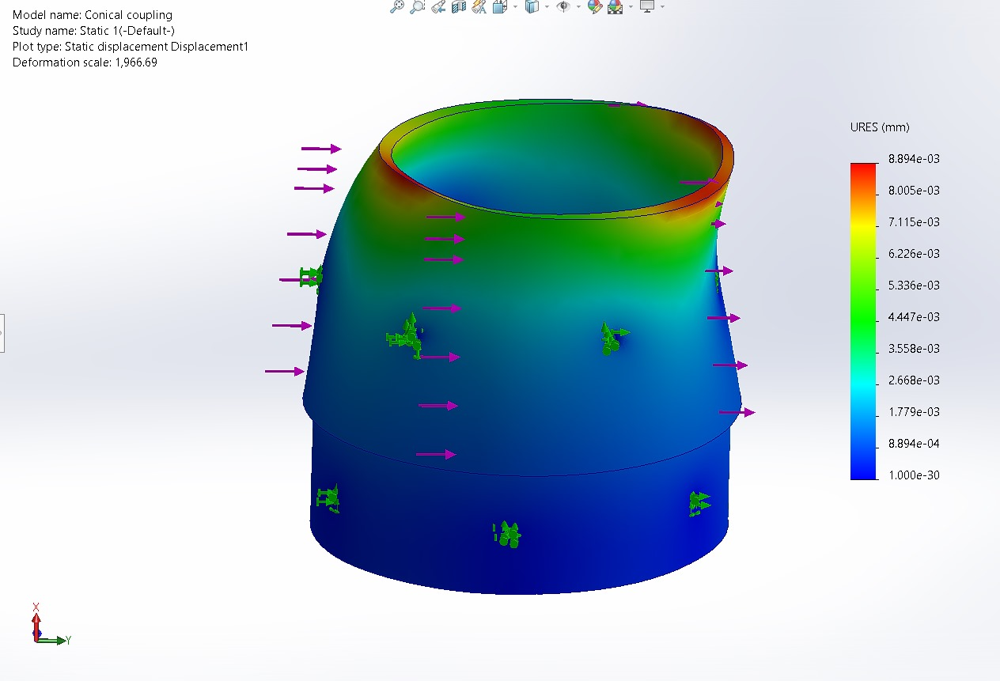 Model name: Conical coupling
Study name: Static 1(-Default-)
Plot type: Static displacement Displacement1
Deformation scale: 1,966.69
URES (mm)
8.894e-03
8.005e-03
7.115e-03
6.226e-03
5.336e-03
4.447e-03
3.558e-03
2.668e-03
1.779e-03
8.894e-04
1.000e-30
X
Y